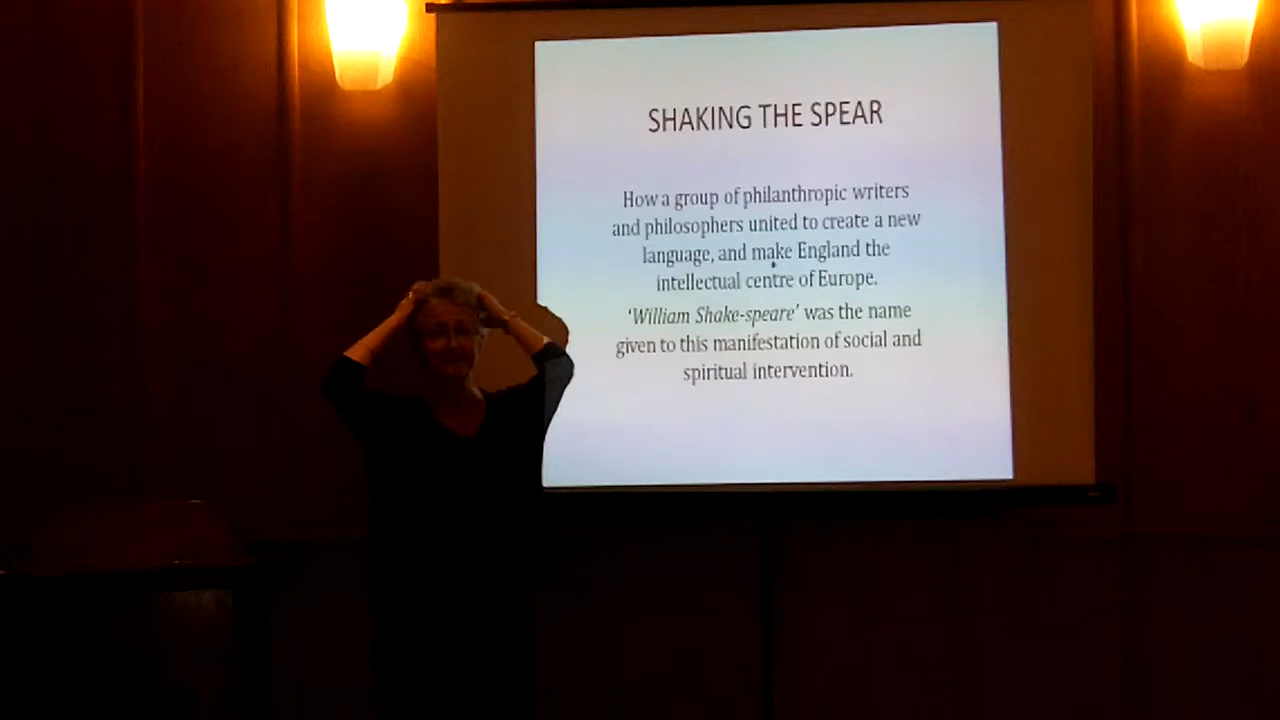 SHAKING THE SPEAR
How a group of philanthropic writers
and philosophers united to create a new
language, and make England the
intellectual centre of Europe.
‘William Shake-speare’ was the name
given to this manifestation of social and
spiritual intervention.